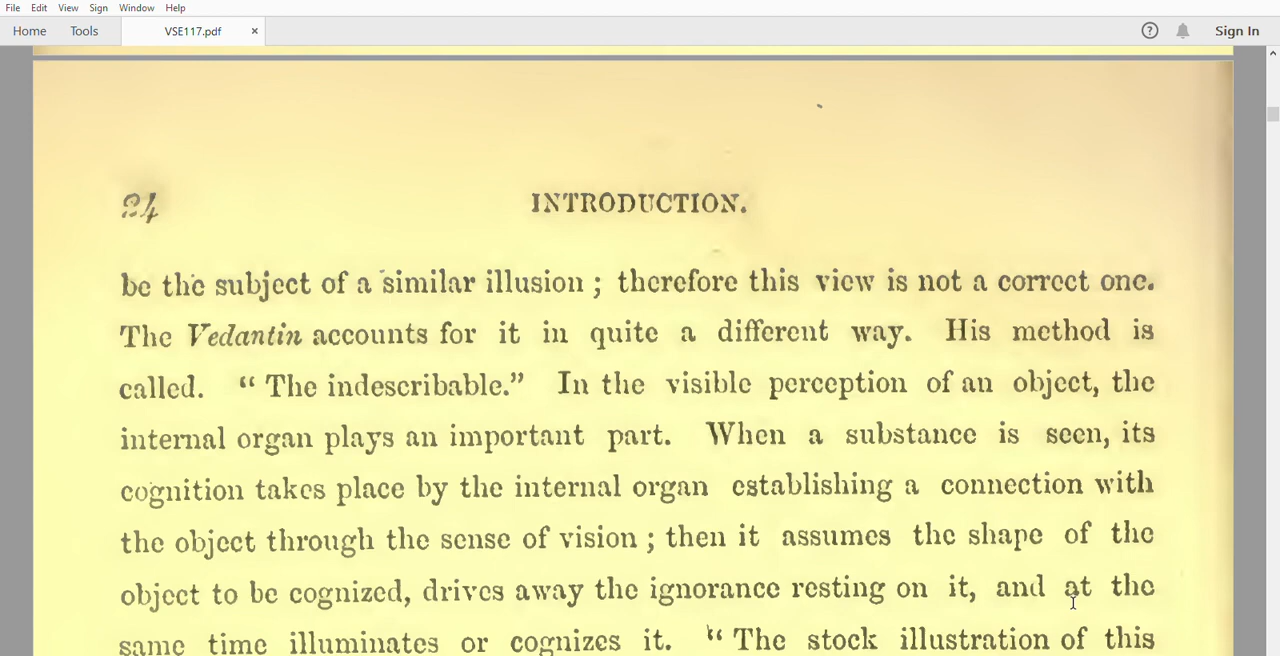 File Edit View Sign Window Help
Home Tools VSE117.pdf × ? Sign In
24 INTRODUCTION.
be the subject of a similar illusion ; therefore this view is not a correct one.
The Vedantin accounts for it in quite a different way. His method is
called. “ The indescribable.” In the visible perception of an object, the
internal organ plays an important part. When a substance is seen, its
cognition takes place by the internal organ establishing a connection with
the object through the sense of vision ; then it assumes the shape of the
object to be cognized, drives away the ignorance resting on it, and at the
same time illuminates or cognizes it. “ The stock illustration of this